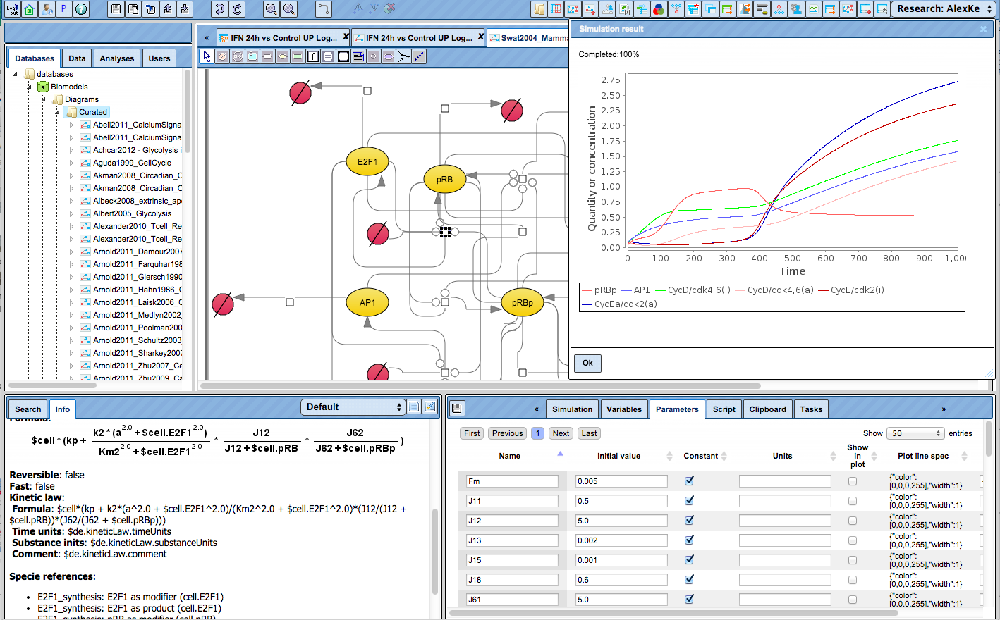 Log
out
P
Research: AlexKe
«
IFN 24h vs Control UP Log... X
IFN 24h vs Control UP Log... X
Swat2004_Mamma
Databases
Data
Analyses
Users
databases
Biomodels
Diagrams
Curated
Abell2011_CalciumSigna
Abell2011_CalciumSigna
Achcar2012 - Glycolysis i
Aguda1999_CellCycle
Akman2008_Circadian_C
Akman2008_Circadian_C
Albeck2008_extrinsic_apo
Albert2005_Glycolysis
Alexander2010_Tcell_Re
Alexander2010_Tcell_Re
Arnold2011_Damour2007
Arnold2011_Farquhar198
Arnold2011_Giersch1990
Arnold2011_Hahn1986_C
Arnold2011_Laisk2006_C
Arnold2011_Medlyn2002_
Arnold2011_Poolman200
Arnold2011_Schultz2003
Arnold2011_Sharkey2007
Arnold2011_Zhu2007_Ca
Arnold2011_Zhu2009_Ca
E2F1
pRB
AP1
pRBp
Simulation result
Completed:100%
Quantity or concentration
2.75
2.50
2.25
2.00
1.75
1.50
1.25
1.00
0.75
0.50
0.25
0.00
0 100 200 300 400 500 600 700 800 900 1,00
Time
pRBp AP1 CycD/cdk4,6(i) CycD/cdk4,6(a) CycE/cdk2(i)
CycEa/cdk2(a)
Ok
Search
Info
Default
Formula:
$cell * (kp + k2 * (a^2.0 + $cell.E2F1^2.0) / Km2^2.0 + $cell.E2F1^2.0 * J12 / J12 + $cell.pRB * J62 / J62 + $cell.pRBp )
Reversible: false
Fast: false
Kinetic law:
Formula: $cell*(kp + k2*(a^2.0 + $cell.E2F1^2.0)/(Km2^2.0 + $cell.E2F1^2.0)*(J12/(J12 +
$cell.pRB))*(J62/(J62 + $cell.pRBp)))
Time units: $de.kineticLaw.timeUnits
Substance inits: $de.kineticLaw.substanceUnits
Comment: $de.kineticLaw.comment
Specie references:
E2F1_synthesis: E2F1 as modifier (cell.E2F1)
E2F1_synthesis: E2F1 as product (cell.E2F1)
E2F1_synthesis: pRB as modifier (cell.pRB)
«
Simulation
Variables
Parameters
Script
Clipboard
Tasks
»
First Previous 1 Next Last
Show 50 entries
Name Initial value Constant Units Show in plot Plot line spec
Fm 0.005 {"color":
[0,0,0,255],"width":1}
J11 0.5 {"color":
[0,0,0,255],"width":1}
J12 5.0 {"color":
[0,0,0,255],"width":1}
J13 0.002 {"color":
[0,0,0,255],"width":1}
J15 0.001 {"color":
[0,0,0,255],"width":1}
J18 0.6 {"color":
[0,0,0,255],"width":1}
J61 5.0 {"color":
[0,0,0,255],"width":1}